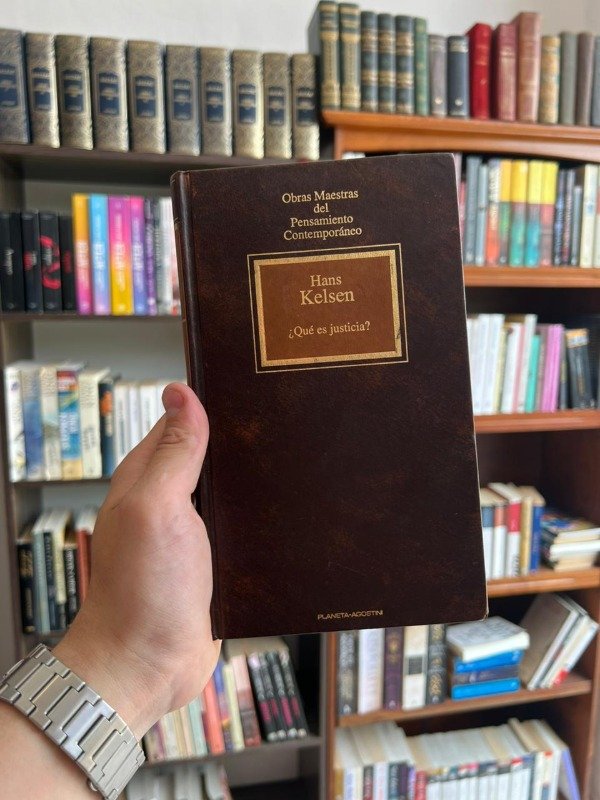 Obras Maestras
del
Pensamiento
Contemporáneo
Hans
Kelsen
¿Qué es justicia?
PLANETA-AGOSTINI